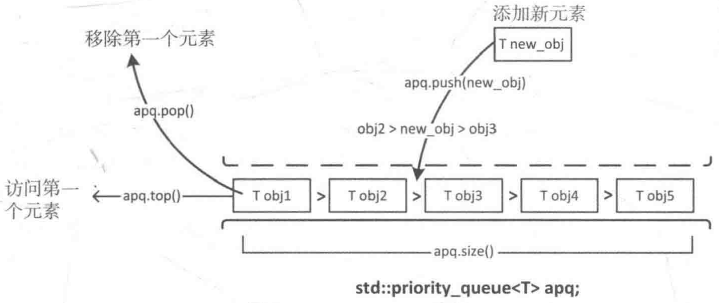 添加新元素
移除第一个元素
T new_obj
apq.push(new_obj)
apq.pop()
obj2 > new_obj > obj3
访问第一
个元素
apq.top()
T obj1 > T obj2 > T obj3 > T obj4 > T obj5
apq.size()
std::priority_queue<T> apq;